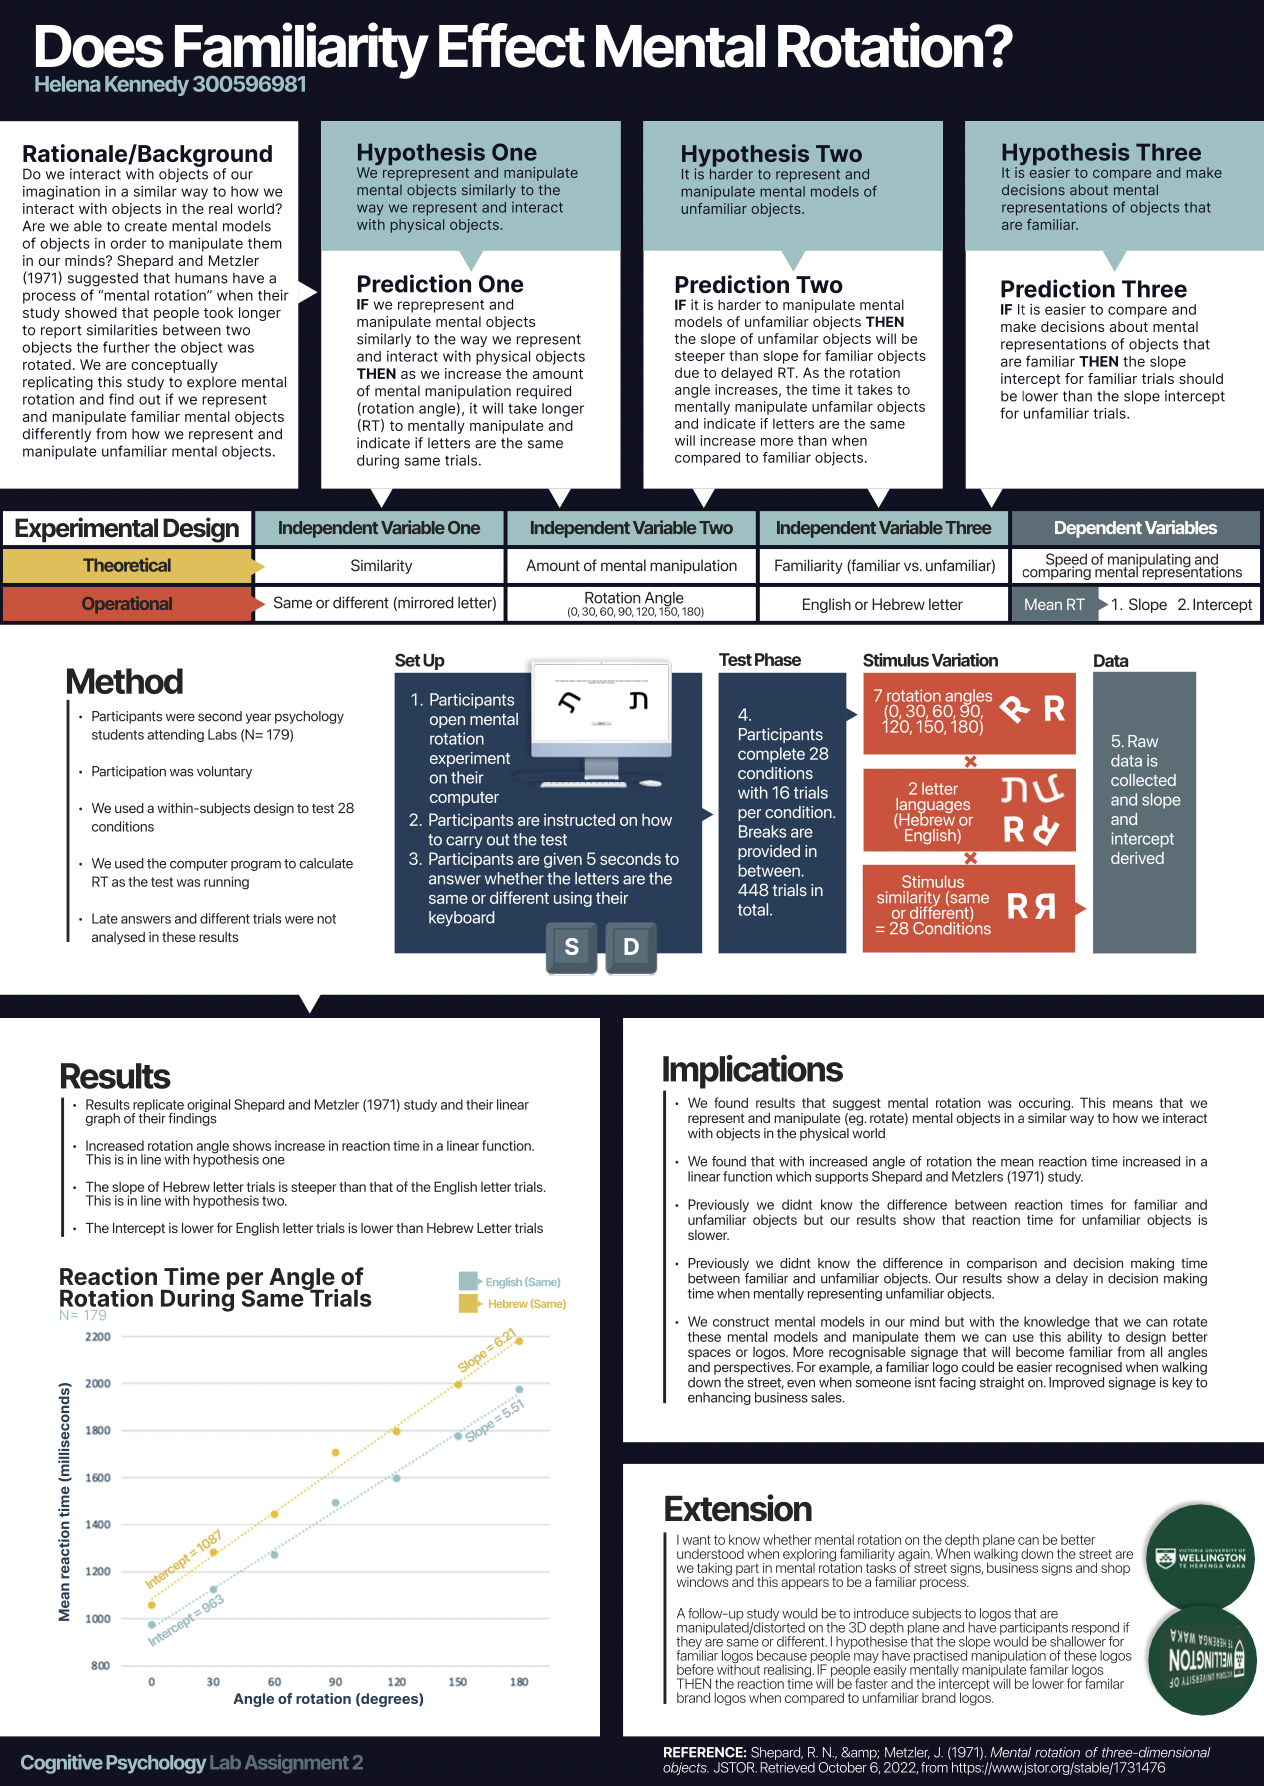 Does Familiarity Effect Mental Rotation?
Helena Kennedy 300596981
Rationale/Background
Do we interact with objects of our
imagination in a similar way to how we
interact with objects in the real world?
Are we able to create mental models
of objects in order to manipulate them
in our minds? Shepard and Metzler
(1971) suggested that humans have a
process of “mental rotation” when their
study showed that people took longer
to report similarities between two
objects the further the object was
rotated. We are conceptually
replicating this study to explore mental
rotation and find out if we represent
and manipulate familiar mental objects
differently from how we represent and
manipulate unfamiliar mental objects.
Hypothesis One
We reprepresent and manipulate
mental objects similarly to the
way we represent and interact
with physical objects.
Prediction One
IF we reprepresent and
manipulate mental objects
similarly to the way we represent
and interact with physical objects
THEN as we increase the amount
of mental manipulation required
(rotation angle), it will take longer
(RT) to mentally manipulate and
indicate if letters are the same
during same trials.
Hypothesis Two
It is harder to represent and
manipulate mental models of
unfamiliar objects.
Prediction Two
IF it is harder to manipulate mental
models of unfamiliar objects THEN
the slope of unfamilar objects will be
steeper than slope for familiar objects
due to delayed RT. As the rotation
angle increases, the time it takes to
mentally manipulate unfamilar objects
and indicate if letters are the same
will increase more than when
compared to familiar objects.
Hypothesis Three
It is easier to compare and make
decisions about mental
representations of objects that
are familiar.
Prediction Three
IF It is easier to compare and
make decisions about mental
representations of objects that
are familiar THEN the slope
intercept for familiar trials should
be lower than the slope intercept
for unfamiliar trials.
Experimental Design
Independent Variable One
Independent Variable Two
Independent Variable Three
Dependent Variables
Theoretical
Similarity
Amount of mental manipulation
Familiarity (familiar vs. unfamiliar)
Speed of manipulating and
comparing mental representations
Operational
Same or different (mirrored letter)
Rotation Angle
(0, 30, 60, 90, 120, 150, 180)
English or Hebrew letter
Mean RT
1. Slope 2. Intercept
Method
• Participants were second year psychology
students attending Labs (N= 179)
• Participation was voluntary
• We used a within-subjects design to test 28
conditions
• We used the computer program to calculate
RT as the test was running
• Late answers and different trials were not
analysed in these results
Set Up
1. Participants
open mental
rotation
experiment
on their
computer
ת ת
2. Participants are instructed on how
to carry out the test
3. Participants are given 5 seconds to
answer whether the letters are the
same or different using their
keyboard
S D
Test Phase
4.
Participants
complete 28
conditions
with 16 trials
per condition.
Breaks are
provided in
between.
448 trials in
total.
Stimulus Variation
7 rotation angles
(0, 30, 60, 90,
120, 150, 180)
R R
2 letter
languages
(Hebrew or
English)
ת ת
R R
Stimulus
similarity (same
or different)
= 28 Conditions
R Я
Data
5. Raw
data is
collected
and slope
and
intercept
derived
Results
• Results replicate original Shepard and Metzler (1971) study and their linear
graph of their findings
• Increased rotation angle shows increase in reaction time in a linear function.
This is in line with hypothesis one
• The slope of Hebrew letter trials is steeper than that of the English letter trials.
This is in line with hypothesis two.
• The Intercept is lower for English letter trials is lower than Hebrew Letter trials
Reaction Time per Angle of
Rotation During Same Trials
N= 179
English (Same)
Hebrew (Same)
Mean reaction time (milliseconds)
2200
2000
1800
1600
1400
1200
1000
800
Slope = 6.21
Slope = 5.51
Intercept = 1087
Intercept = 963
0 30 60 90 120 150 180
Angle of rotation (degrees)
Implications
• We found results that suggest mental rotation was occuring. This means that we
represent and manipulate (eg. rotate) mental objects in a similar way to how we interact
with objects in the physical world
• We found that with increased angle of rotation the mean reaction time increased in a
linear function which supports Shepard and Metzlers (1971) study.
• Previously we didnt know the difference between reaction times for familiar and
unfamiliar objects but our results show that reaction time for unfamiliar objects is
slower.
• Previously we didnt know the difference in comparison and decision making time
between familiar and unfamiliar objects. Our results show a delay in decision making
time when mentally representing unfamiliar objects.
• We construct mental models in our mind but with the knowledge that we can rotate
these mental models and manipulate them we can use this ability to design better
spaces or logos. More recognisable signage that will become familiar from all angles
and perspectives. For example, a familiar logo could be easier recognised when walking
down the street, even when someone isnt facing straight on. Improved signage is key to
enhancing business sales.
Extension
I want to know whether mental rotation on the depth plane can be better
understood when exploring familiarity again. When walking down the street are
we taking part in mental rotation tasks of street signs, business signs and shop
windows and this appears to be a familiar process.
A follow-up study would be to introduce subjects to logos that are
manipulated/distorted on the 3D depth plane and have participants respond if
they are same or different. I hypothesise that the slope would be shallower for
familiar logos because people may have practised manipulation of these logos
before without realising. IF people easily mentally manipulate familar logos
THEN the reaction time will be faster and the intercept will be lower for familar
brand logos when compared to unfamiliar brand logos.
VICTORIA UNIVERSITY OF
WELLINGTON
TE HERENGA WAKA
VICTORIA UNIVERSITY OF
WELLINGTON
TE HERENGA WAKA
Cognitive Psychology Lab Assignment 2
REFERENCE: Shepard, R. N., &amp; Metzler, J. (1971). Mental rotation of three-dimensional
objects. JSTOR. Retrieved October 6, 2022, from https://www.jstor.org/stable/1731476